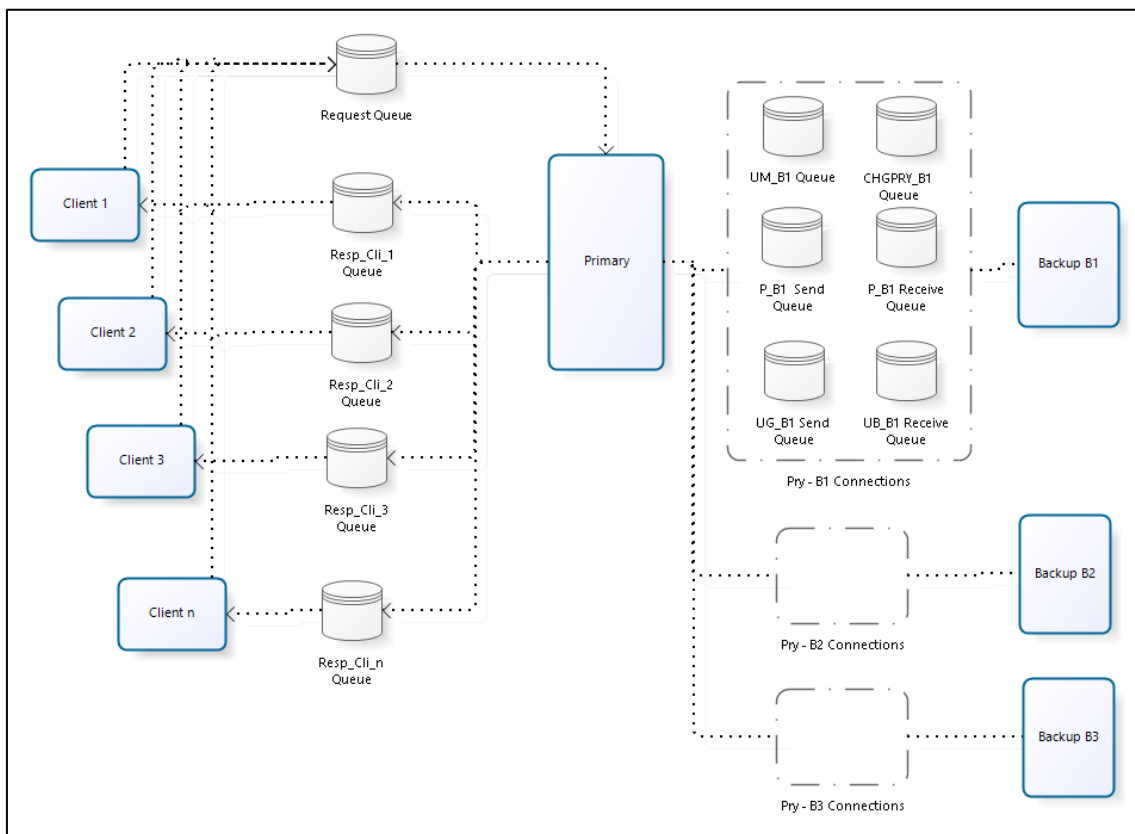 Request Queue
Client 1
Resp_Cli_1
Queue
Client 2
Resp_Cli_2
Queue
Client 3
Resp_Cli_3
Queue
Client n
Resp_Cli_n
Queue
Primary
UM_B1 Queue
CHGPRY_B1
Queue
P_B1 Send
Queue
P_B1 Receive
Queue
UG_B1 Send
Queue
UB_B1 Receive
Queue
Pry - B1 Connections
Backup B1
Pry - B2 Connections
Backup B2
Pry - B3 Connections
Backup B3